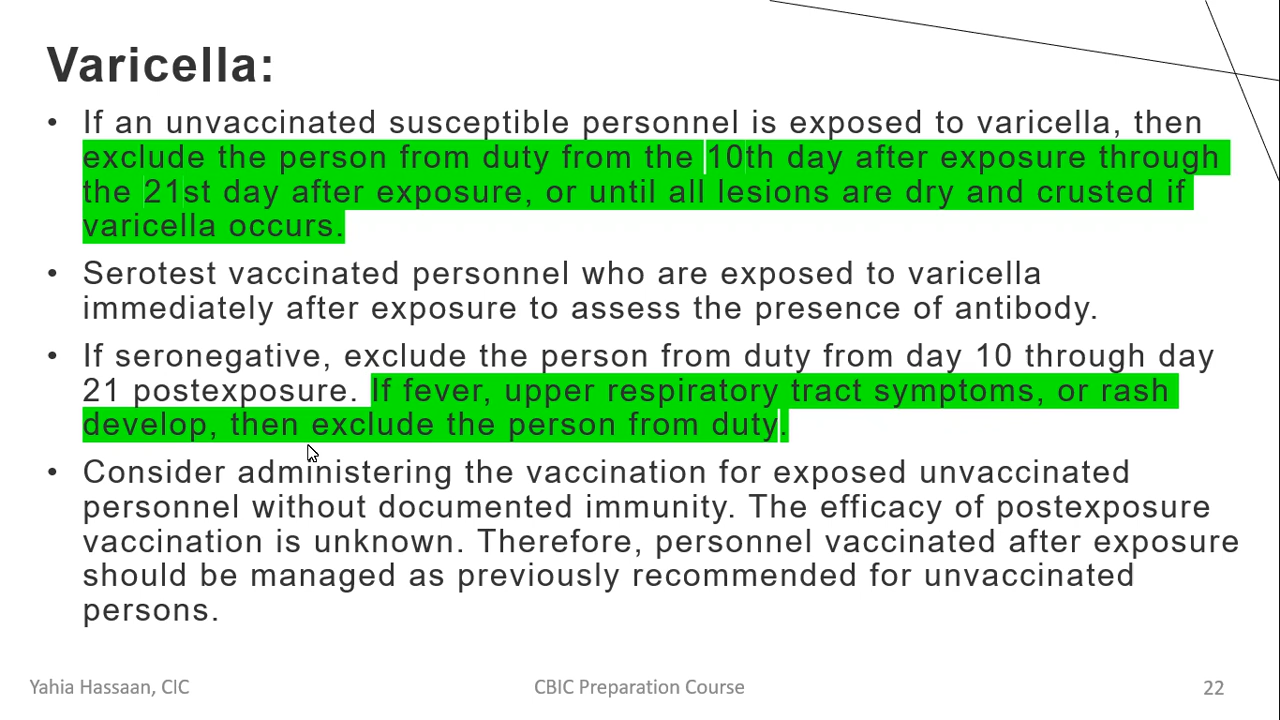 Varicella:
• If an unvaccinated susceptible personnel is exposed to varicella, then
exclude the person from duty from the 10th day after exposure through
the 21st day after exposure, or until all lesions are dry and crusted if
varicella occurs.
• Serotest vaccinated personnel who are exposed to varicella
immediately after exposure to assess the presence of antibody.
• If seronegative, exclude the person from duty from day 10 through day
21 postexposure. If fever, upper respiratory tract symptoms, or rash
develop, then exclude the person from duty.
• Consider administering the vaccination for exposed unvaccinated
personnel without documented immunity. The efficacy of postexposure
vaccination is unknown. Therefore, personnel vaccinated after exposure
should be managed as previously recommended for unvaccinated
persons.
Yahia Hassaan, CIC
CBIC Preparation Course
22